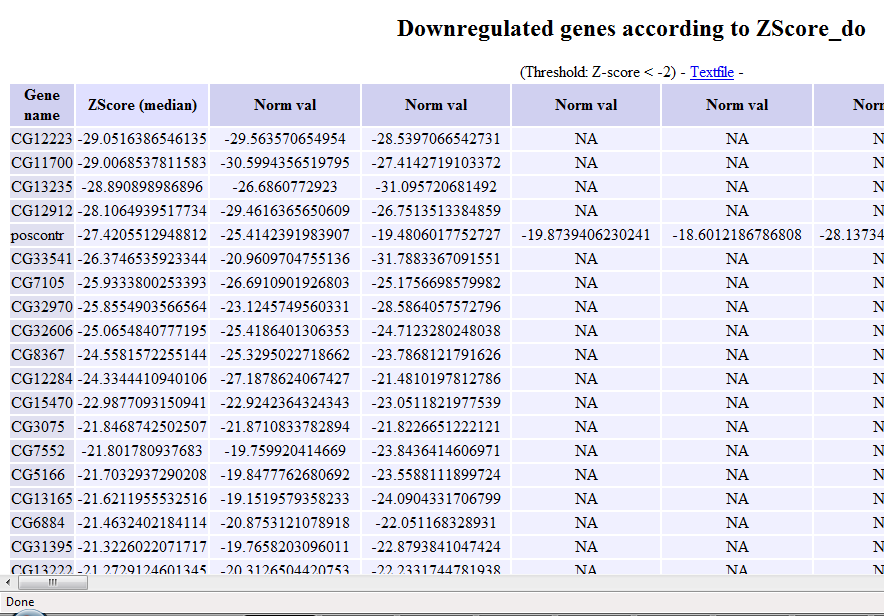 Downregulated genes according to ZScore_do
(Threshold: Z-score < -2) - Textfile -
Gene name ZScore (median) Norm val Norm val Norm val Norm val Norn
CG12223 -29.0516386546135 -29.563570654954 -28.5397066542731 NA NA N
CG11700 -29.0068537811583 -30.5994356519795 -27.4142719103372 NA NA N
CG13235 -28.890898986896 -26.6860772923 -31.095720681492 NA NA N
CG12912 -28.1064939517734 -29.4616365650609 -26.7513513384859 NA NA N
poscontr -27.4205512948812 -25.4142391983907 -19.4806017752727 -19.8739406230241 -18.6012186786808 -28.13734
CG33541 -26.3746535923344 -20.9609704755136 -31.7883367091551 NA NA N
CG7105 -25.9333800253393 -26.6910901926803 -25.1756698579982 NA NA N
CG32970 -25.8554903566564 -23.1245749560331 -28.5864057572796 NA NA N
CG32606 -25.0654840777195 -25.4186401306353 -24.7123280248038 NA NA N
CG8367 -24.5581572255144 -25.3295022718662 -23.7868121791626 NA NA N
CG12284 -24.3344410940106 -27.1878624067427 -21.4810197812786 NA NA N
CG15470 -22.9877093150941 -22.9242364324343 -23.0511821977539 NA NA N
CG3075 -21.8468742502507 -21.8710833782894 -21.8226651222121 NA NA N
CG7552 -21.801780937683 -19.759920414669 -23.8436414606971 NA NA N
CG5166 -21.7032937290208 -19.8477762680692 -23.5588111899724 NA NA N
CG13165 -21.6211955532516 -19.1519579358233 -24.0904331706799 NA NA N
CG6884 -21.4632402184114 -20.8753121078918 -22.051168328931 NA NA N
CG31395 -21.3226022071717 -19.7658203096011 -22.8793841047424 NA NA N
CG13222 -21.2729124601345 -20.3126504420753 -22.2331744781938 NA NA N
Done